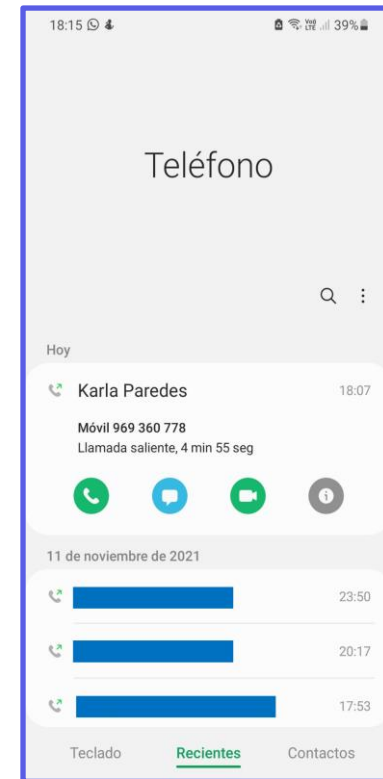 18:15 39%
Teléfono
Hoy
Karla Paredes 18:07
Móvil 969 360 778
Llamada saliente, 4 min 55 seg
11 de noviembre de 2021
23:50
20:17
17:53
Teclado Recientes Contactos